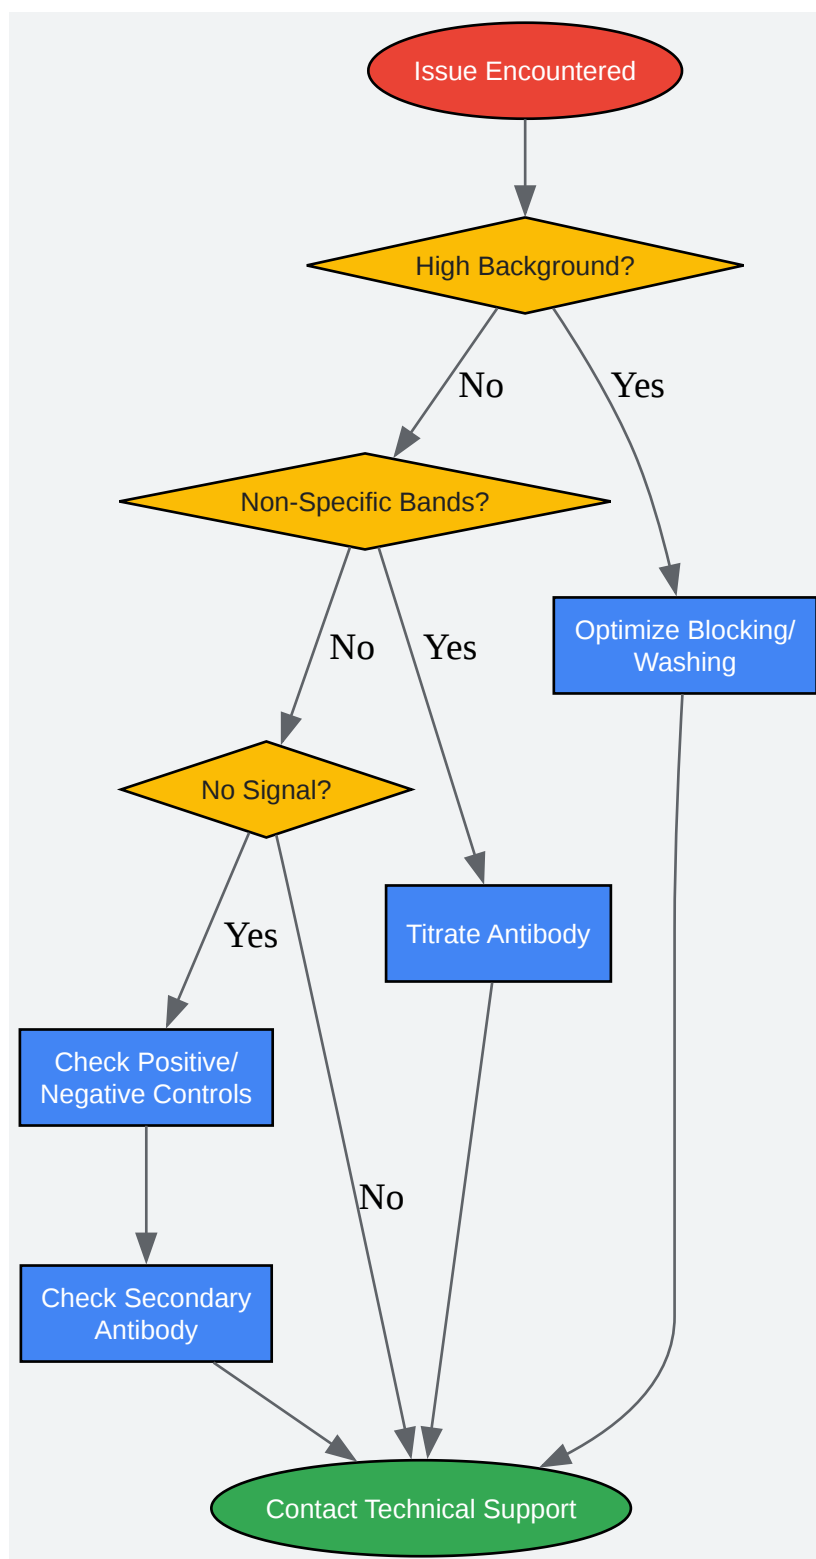 Issue Encountered
High Background?
No
Yes
Non-Specific Bands?
Optimize Blocking/
Washing
No
Yes
No Signal?
Titrate Antibody
Yes
Check Positive/
Negative Controls
No
Check Secondary
Antibody
Contact Technical Support